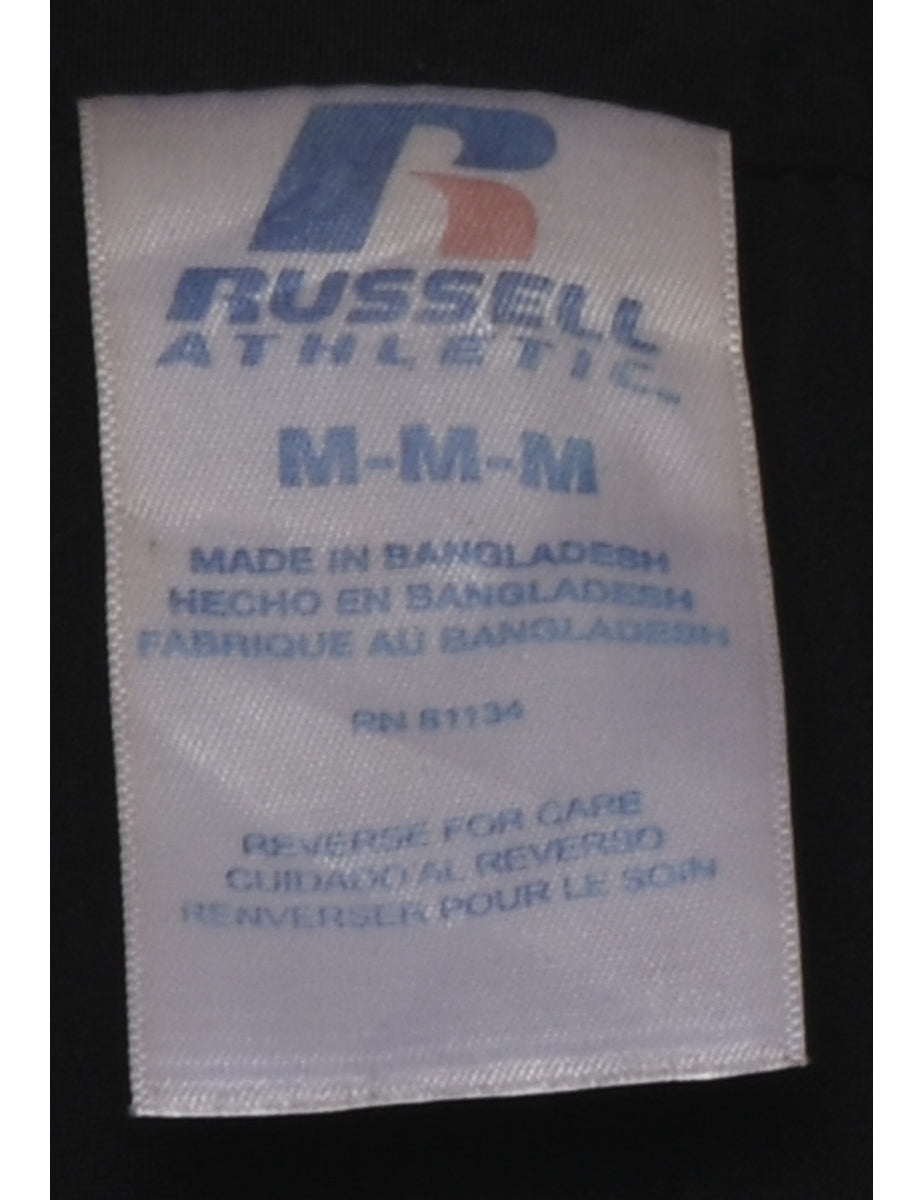 RUSSELL
ATHLETIC
M-M-M
MADE IN BANGLADESH
HECHO EN BANGLADESH
FABRIQUE AU BANGLADESH
RN 81134
REVERSE FOR CARE
CUIDADO AL REVERSO
RENVERSER POUR LE SOIN